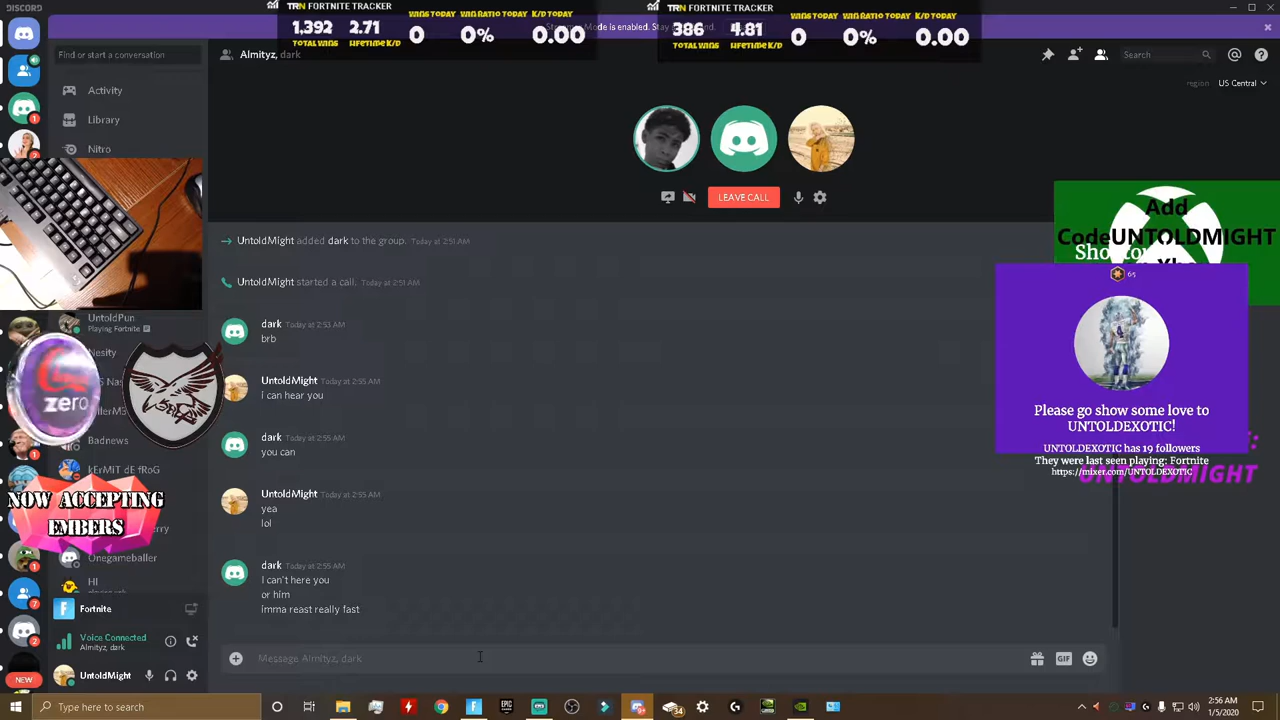 DISCORD
TRN FORTNITE TRACKER
1,392 2.71
TOTAL WINS LIFETIME K/D
WINS TODAY WIN RATIO TODAY K/D TODAY
0 0% 0.00
TRN FORTNITE TRACKER
386 4.81
TOTAL WINS LIFETIME K/D
WINS TODAY WIN RATIO TODAY K/D TODAY
0 0% 0.00
Mode is enabled. Stay
Find or start a conversation
Almityz, dark
Search
region US Central
Activity
Library
Nitro
LEAVE CALL
UntoldMight added dark to the group. Today at 2:51 AM
UntoldMight started a call. Today at 2:51 AM
dark Today at 2:53 AM
brb
UntoldMight Today at 2:55 AM
I can hear you
dark Today at 2:55 AM
you can
UntoldMight Today at 2:55 AM
yea
lol
dark Today at 2:55 AM
I can't here you
or him
imma reast really fast
Message Almityz, dark
GIF
UntoldPun
Playing Fortnite
Nesity
Badnews
kErMIT dE fRoG
Onegameballer
HI
zero
NOW ACCEPTING
EMBERS
Fortnite
Voice Connected
Almityz, dark
UntoldMight
NEW
Add
CodeUNTOLDMIGHT
65
Please go show some love to
UNTOLDEXOTIC!
UNTOLDEXOTIC has 19 followers
They were last seen playing: Fortnite
https://mixer.com/UNTOLDEXOTIC
UNTOLDMIGHT
Type here to search
34
2:56 AM
1/5/2020